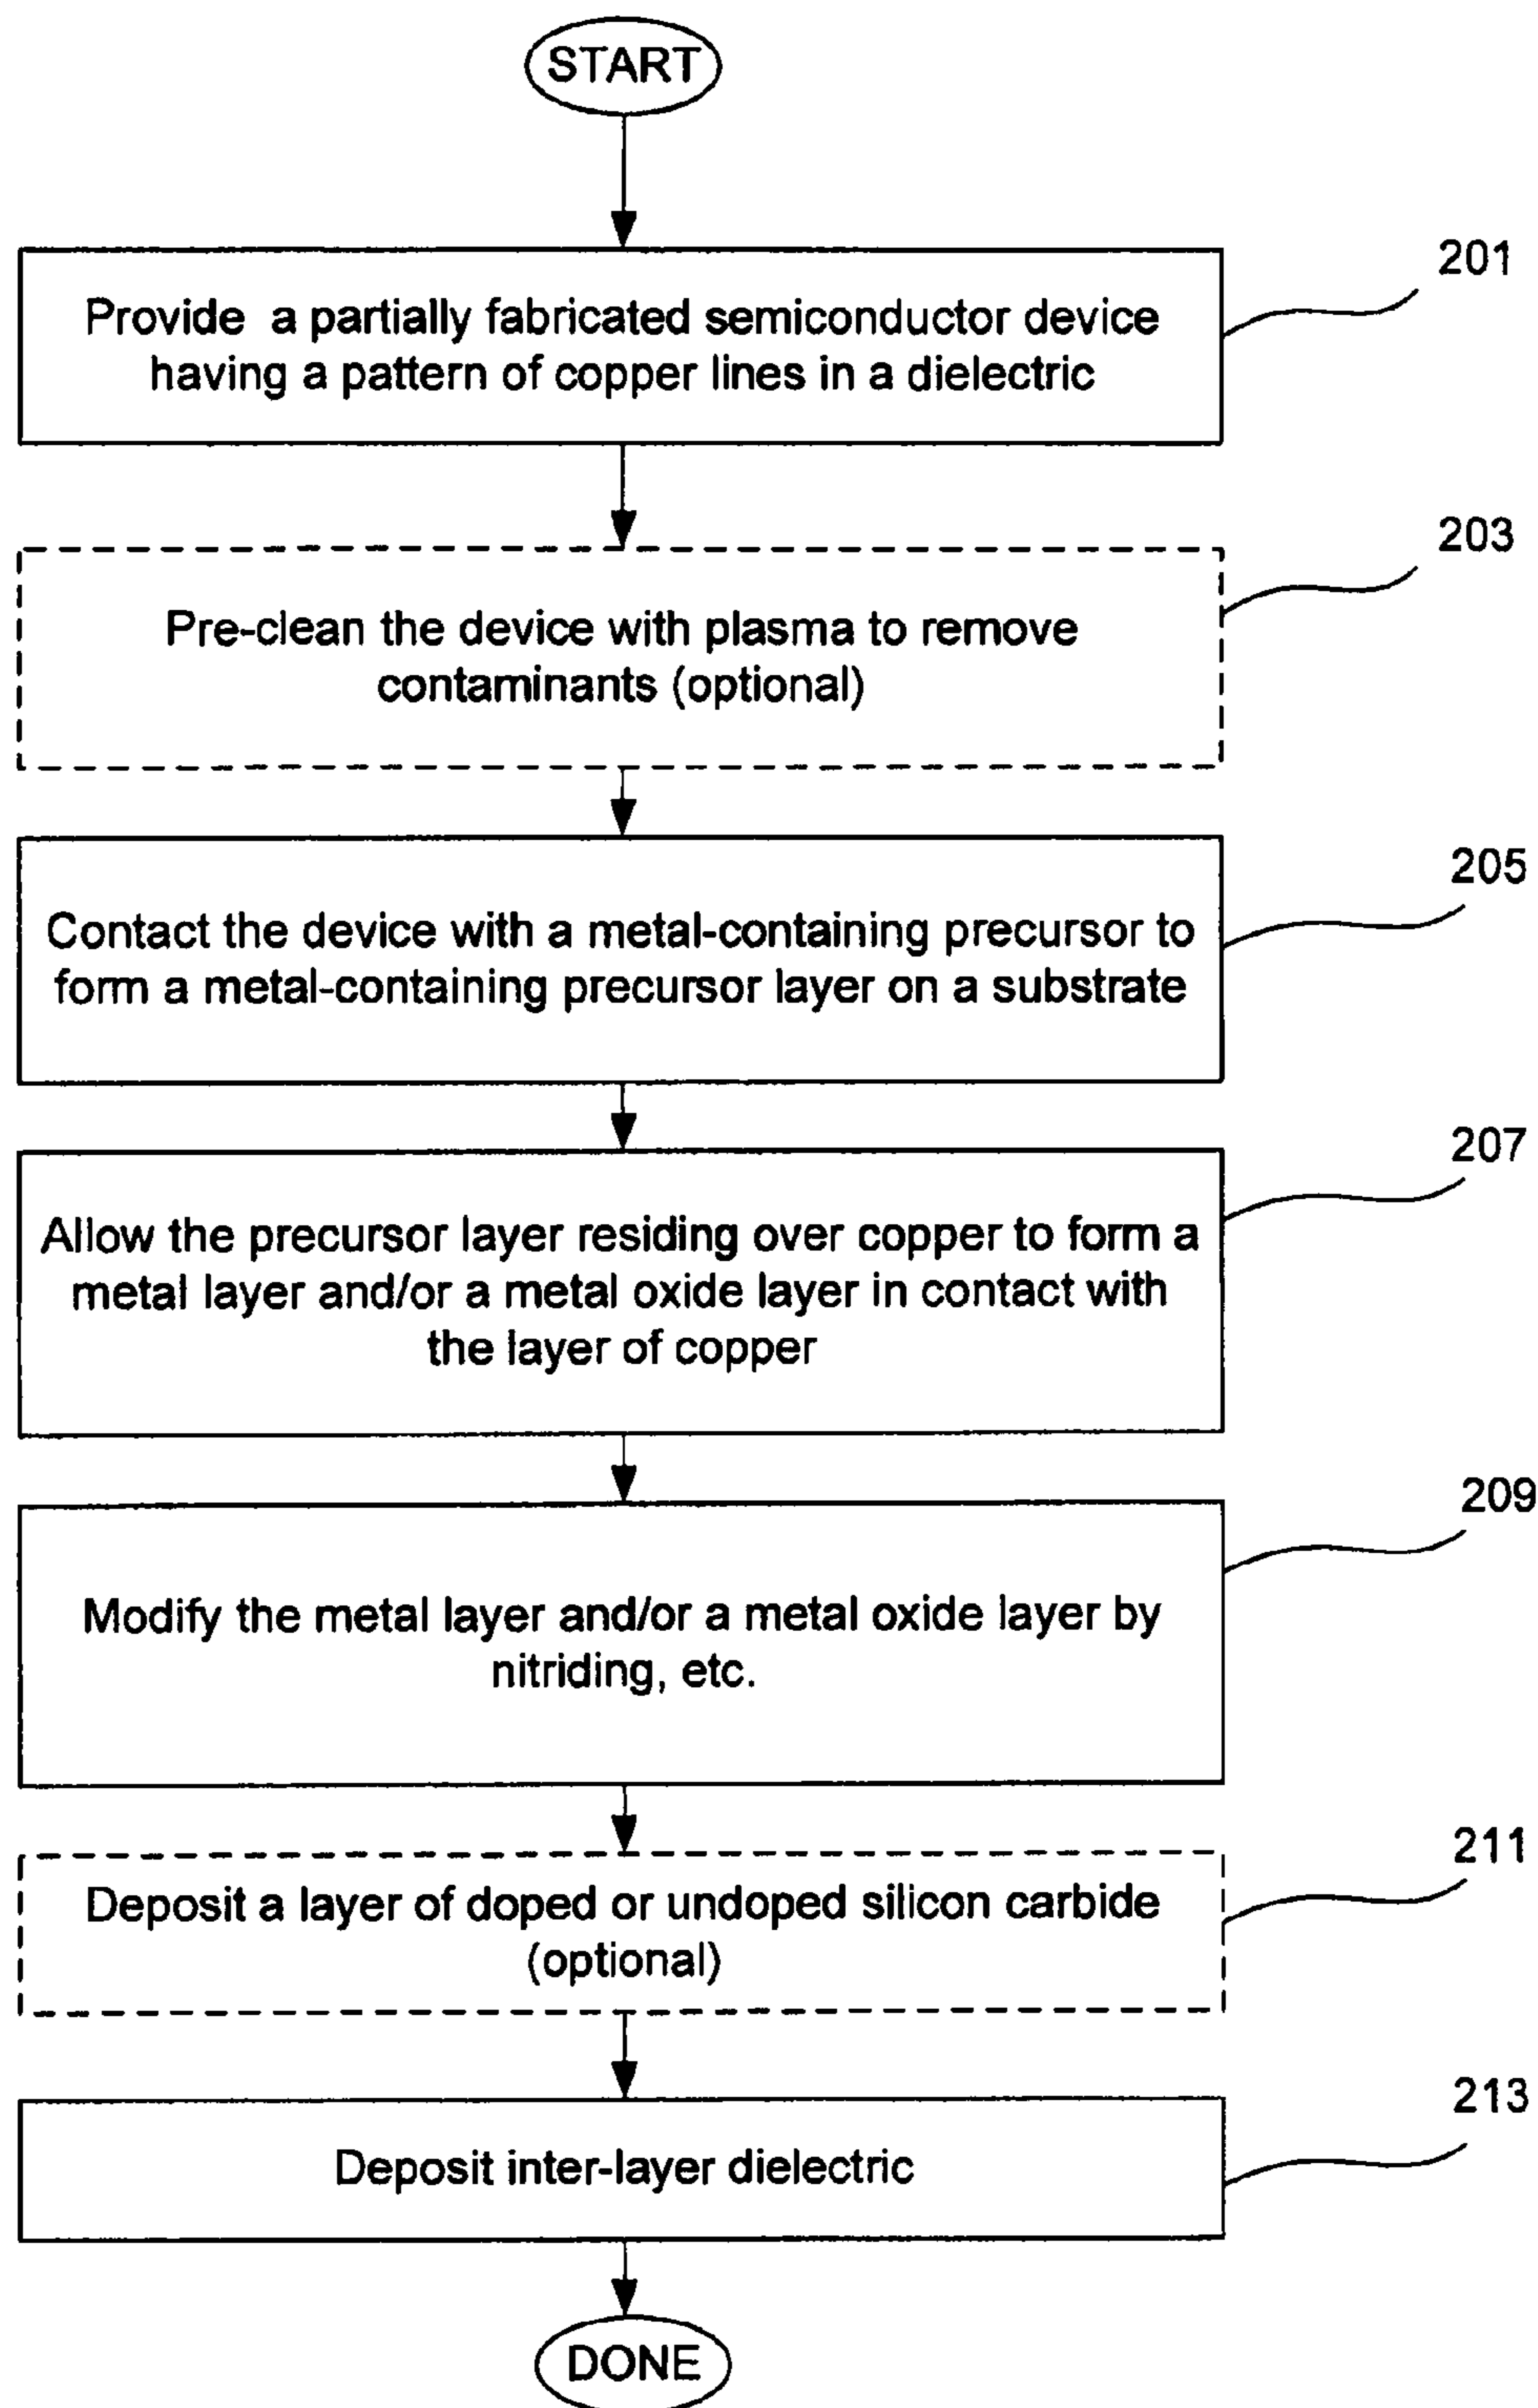 START
201
Provide a partially fabricated semiconductor device
having a pattern of copper lines in a dielectric
203
Pre-clean the device with plasma to remove
contaminants (optional)
205
Contact the device with a metal-containing precursor to
form a metal-containing precursor layer on a substrate
207
Allow the precursor layer residing over copper to form a
metal layer and/or a metal oxide layer in contact with
the layer of copper
209
Modify the metal layer and/or a metal oxide layer by
nitriding, etc.
211
Deposit a layer of doped or undoped silicon carbide
(optional)
213
Deposit inter-layer dielectric
DONE